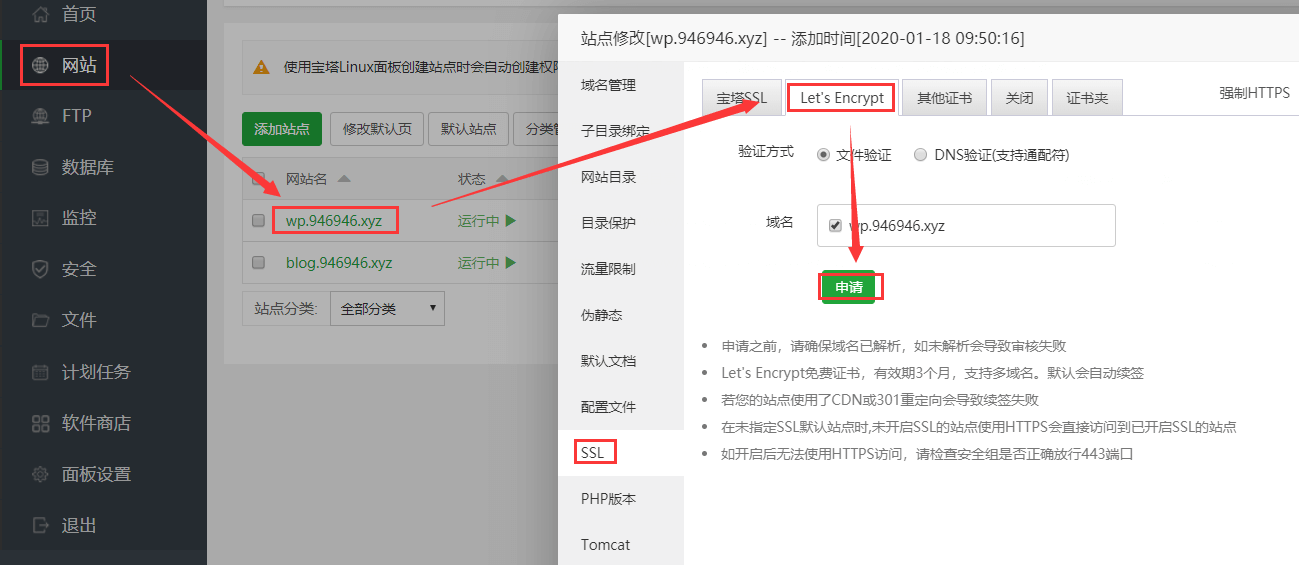 首页
网站
FTP
数据库
监控
安全
文件
计划任务
软件商店
面板设置
退出
使用宝塔Linux面板创建站点时会自动创建权限
添加站点
修改默认页
默认站点
分类管
网站名
状态
wp.946946.xyz
运行中
blog.946946.xyz
运行中
站点分类:
全部分类
站点修改[wp.946946.xyz] -- 添加时间[2020-01-18 09:50:16]
域名管理
子目录绑定
网站目录
目录保护
流量限制
伪静态
默认文档
配置文件
SSL
PHP版本
Tomcat
宝塔SSL
Let's Encrypt
其他证书
关闭
证书夹
强制HTTPS
验证方式
文件验证
DNS验证(支持通配符)
域名
wp.946946.xyz
申请
申请之前，请确保域名已解析，如未解析会导致审核失败
Let's Encrypt免费证书，有效期3个月，支持多域名。默认会自动续签
若您的站点使用了CDN或301重定向会导致续签失败
在未指定SSL默认站点时,未开启SSL的站点使用HTTPS会直接访问到已开启SSL的站点
如开启后无法使用HTTPS访问，请检查安全组是否正确放行443端口